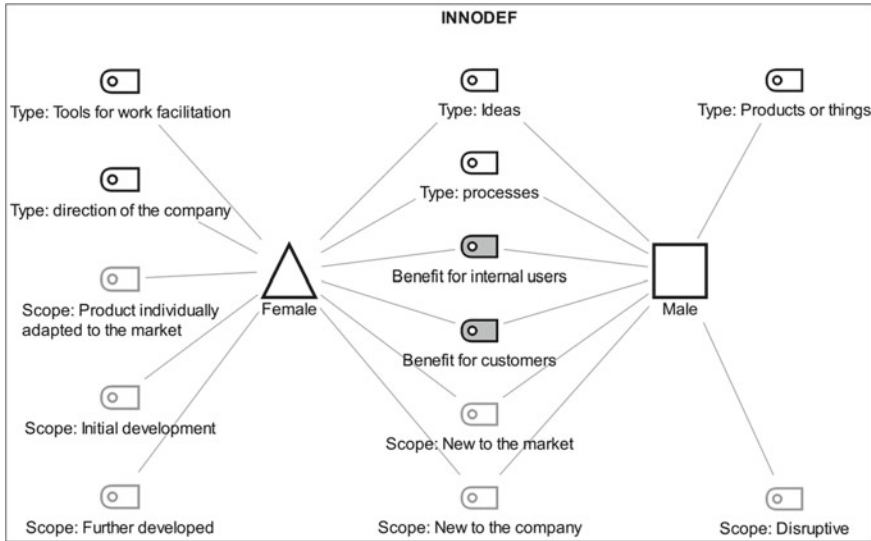 INNODEF
Type: Tools for work facilitation
Type: Ideas
Type: Products or things
Type: direction of the company
Type: processes
Benefit for internal users
Scope: Product individually
adapted to the market
Female
Male
Benefit for customers
Scope: Initial development
Scope: New to the market
Scope: Further developed
Scope: New to the company
Scope: Disruptive